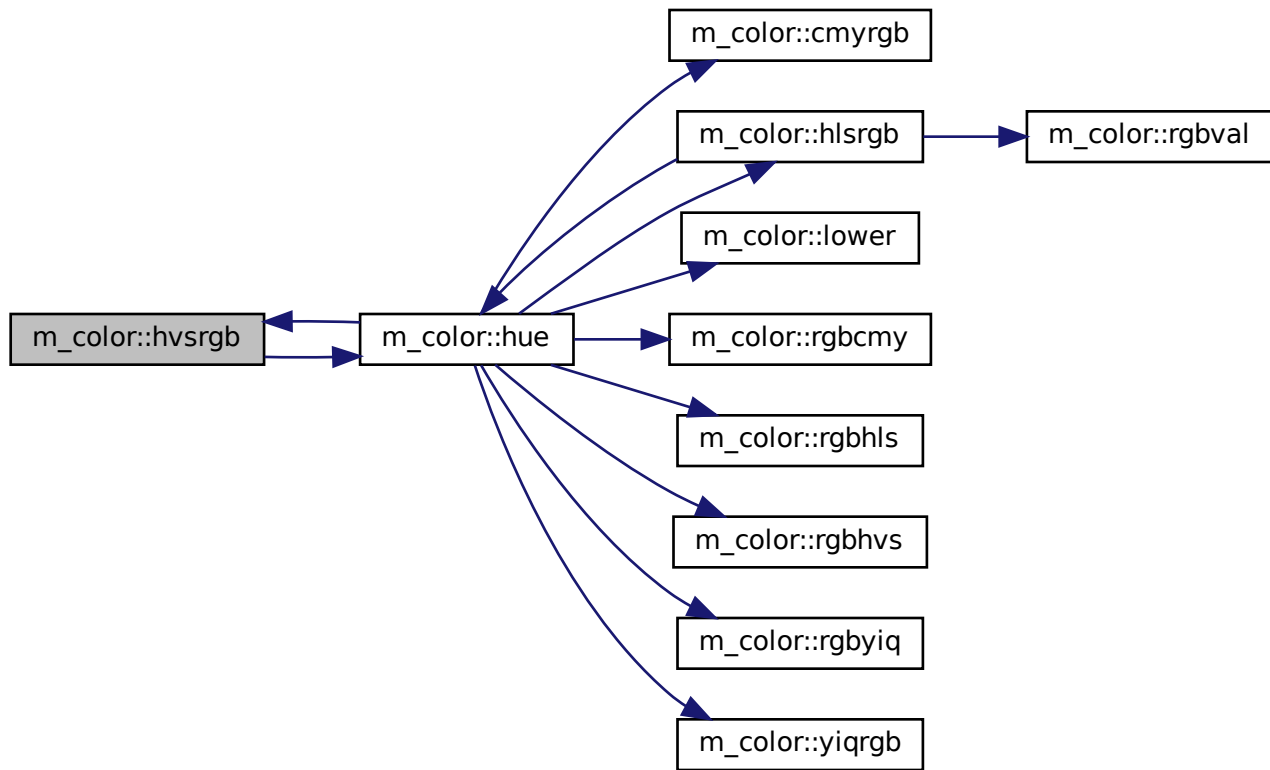 m_color::cmyrgb
m_color::hlsrgb
m_color::rgbval
m_color::lower
m_color::hvsrgb
m_color::hue
m_color::rgbcmy
m_color::rgbhls
m_color::rgbhvs
m_color::rgbyiq
m_color::yiqrgb